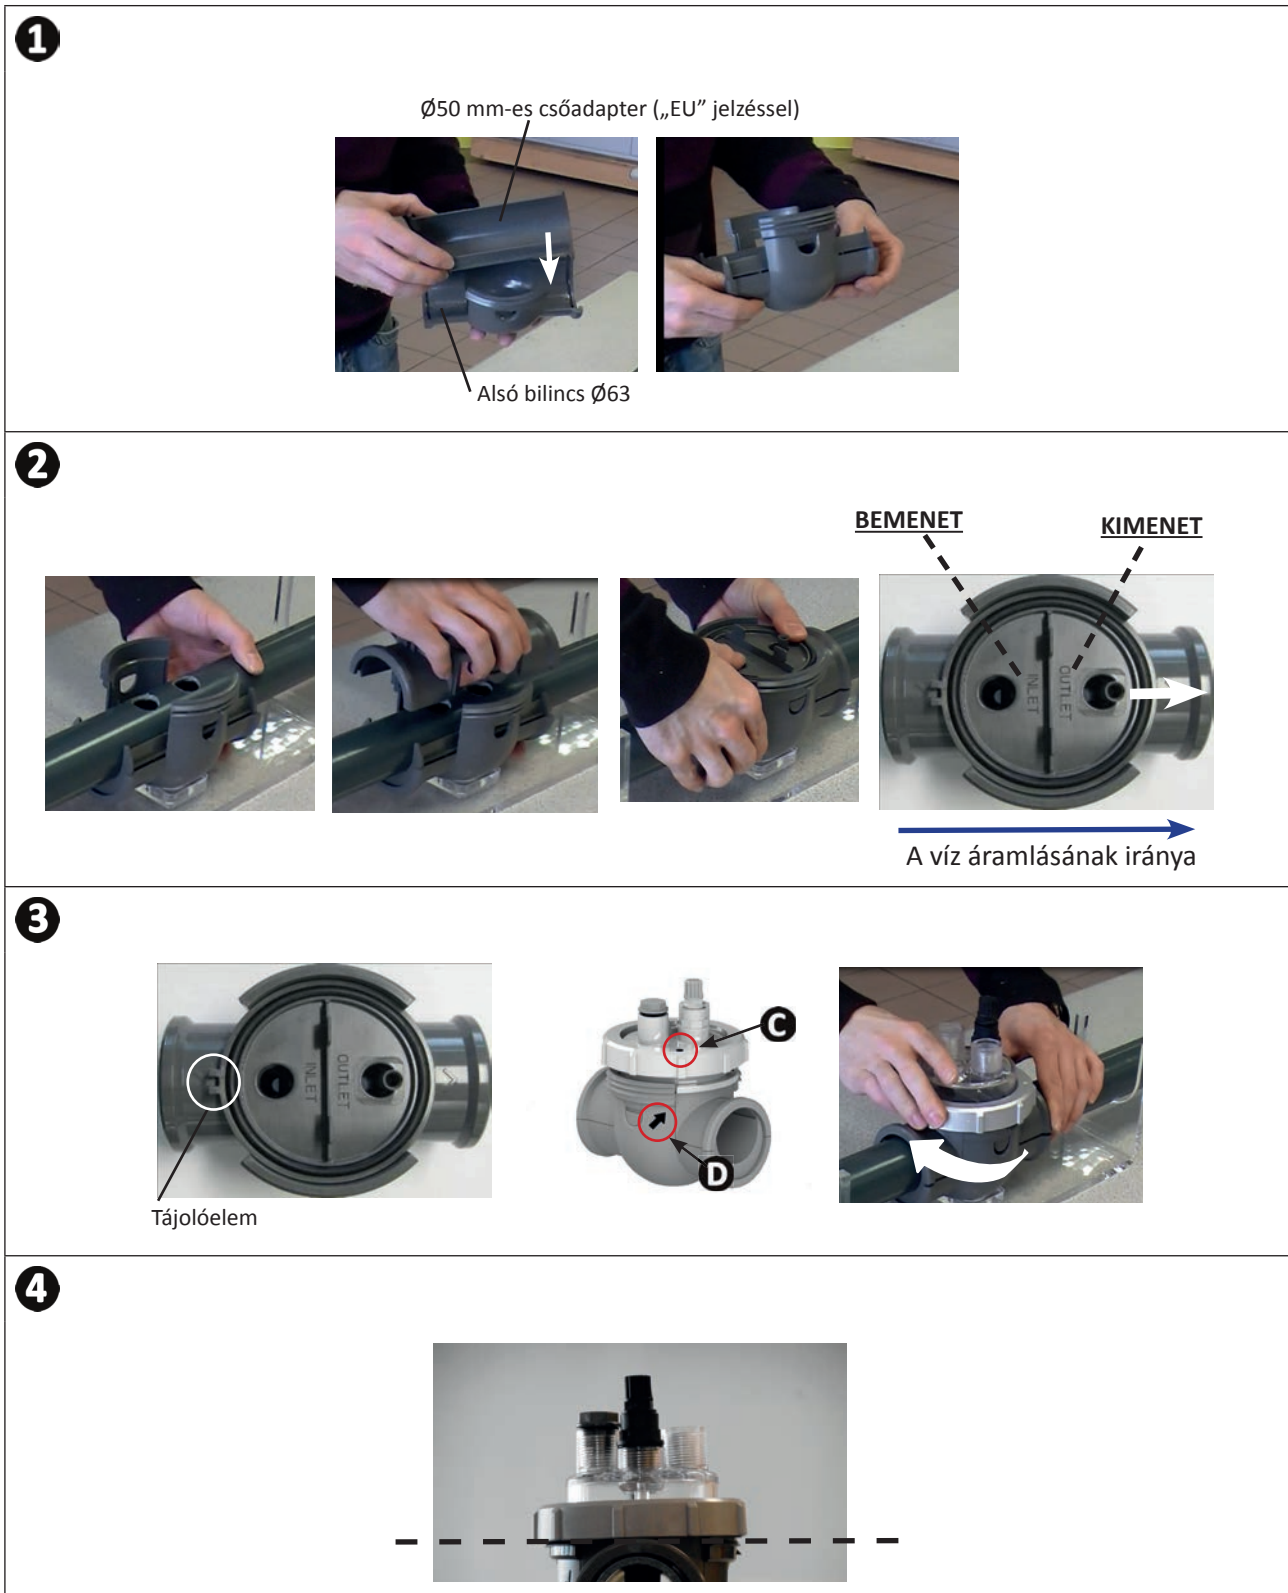 1
Ø50 mm-es csőadapter („EU” jelzéssel)
Alsó bilincs Ø63
2
BEMENET
KIMENET
INLET
OUTLET
A víz áramlásának iránya
3
INLET
OUTLET
C
D
Tájolóelem
4